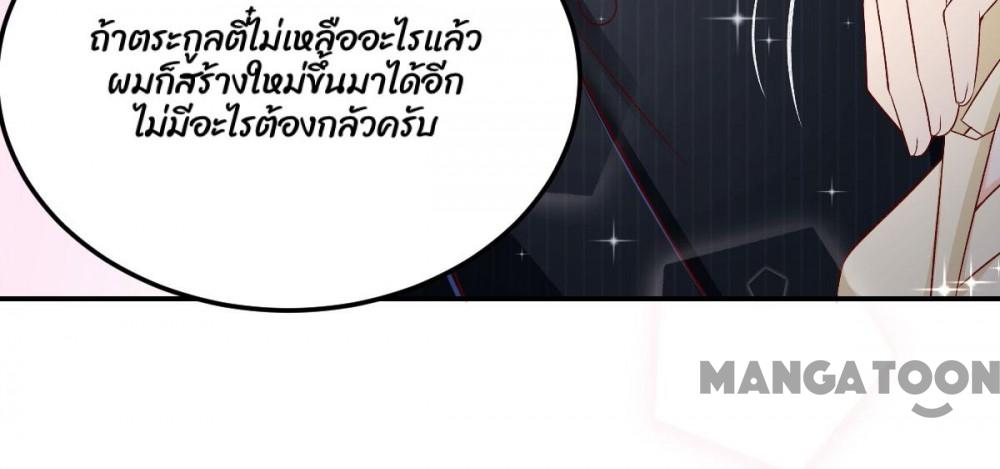 ถ้าตระกูลตี้ไม่เหลืออะไรแล้ว
ผมก็สร้างใหม่ขึ้นมาได้อีก
ไม่มีอะไรต้องกลัวครับ
MANGATOON